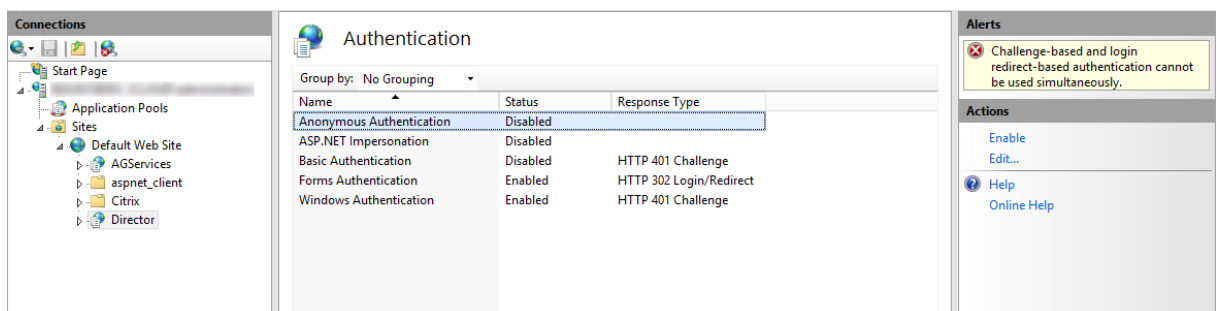 Connections
Start Page
Application Pools
Sites
Default Web Site
AGServices
aspnet_client
Citrix
Director
Authentication
Group by: No Grouping
Name Status Response Type
Anonymous Authentication Disabled
ASP.NET Impersonation Disabled
Basic Authentication Disabled HTTP 401 Challenge
Forms Authentication Enabled HTTP 302 Login/Redirect
Windows Authentication Enabled HTTP 401 Challenge
Alerts
Challenge-based and login
redirect-based authentication cannot
be used simultaneously.
Actions
Enable
Edit...
Help
Online Help